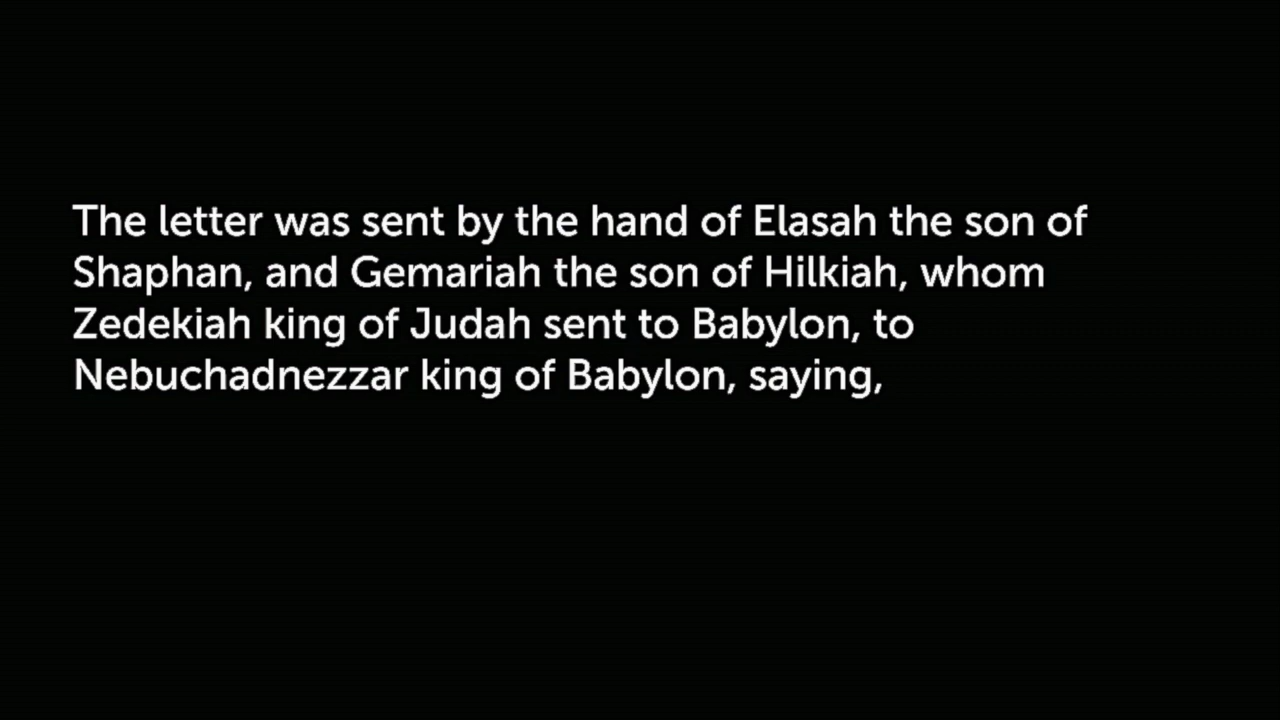 The letter was sent by the hand of Elasah the son of
Shaphan, and Gemariah the son of Hilkiah, whom
Zedekiah king of Judah sent to Babylon, to
Nebuchadnezzar king of Babylon, saying,